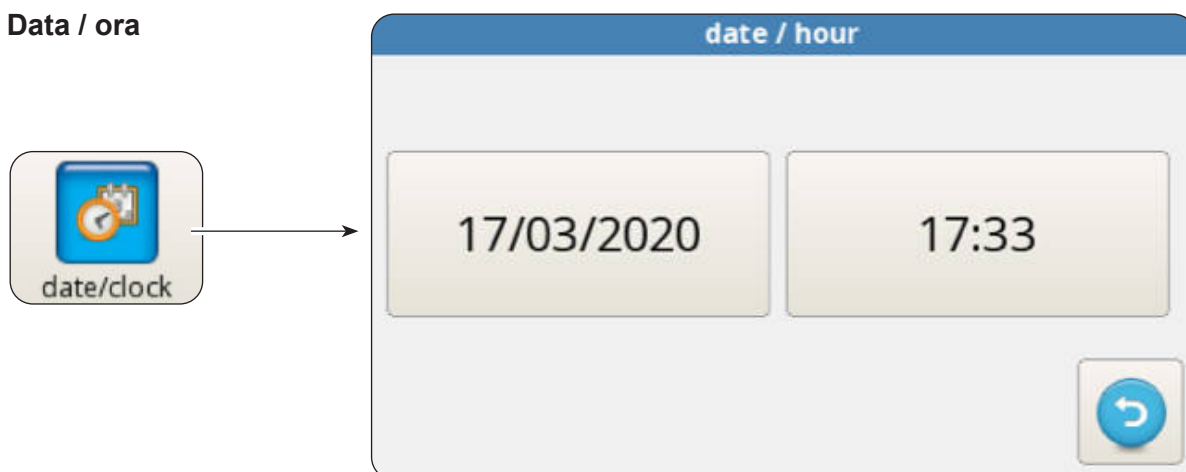 Data / ora
date / hour
17/03/2020
17:33
date/clock